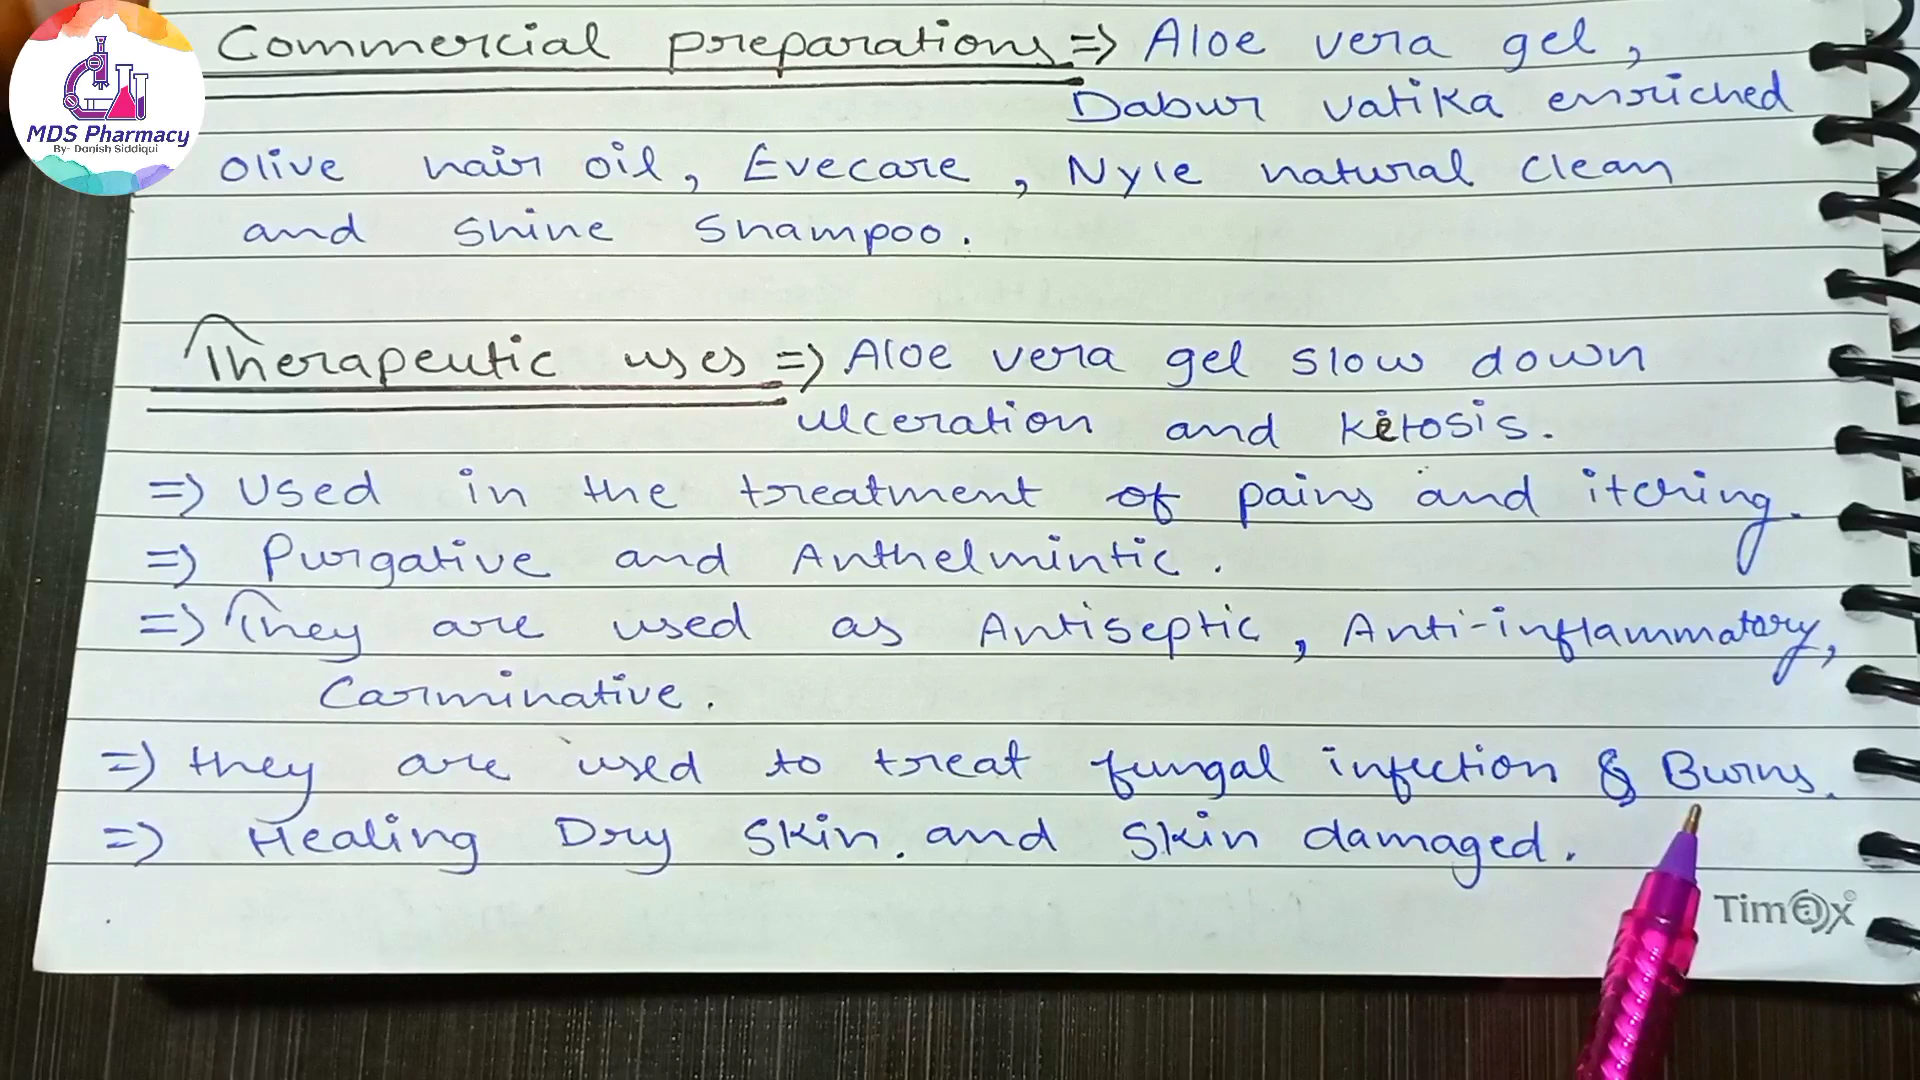 MDS Pharmacy
By- Danish Siddiqui
Commercial preparations => Aloe vera gel,
Dabur vatika enriched
Olive hair oil, Evecare, Nyle natural clean
and shine shampoo.
Therapeutic uses => Aloe vera gel slow down
ulceration and ketosis.
=> Used in the treatment of pains and itching.
=> Purgative and Anthelmintic.
=> They are used as Antiseptic, Anti-inflammatory,
Carminative.
=> they are used to treat fungal infection & Burns.
=> Healing Dry Skin. and Skin damaged.
Timax